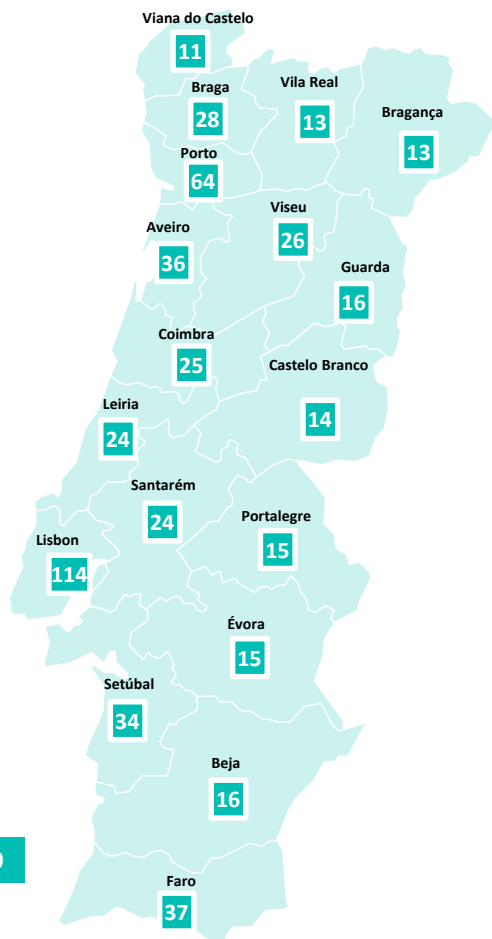 Viana do Castelo
11
Braga
28
Vila Real
13
Bragança
13
Porto
64
Viseu
26
Aveiro
36
Guarda
16
Coimbra
25
Castelo Branco
14
Leiria
24
Santarém
24
Portalegre
15
Lisbon
114
Évora
15
Setúbal
34
Beja
16
Faro
37